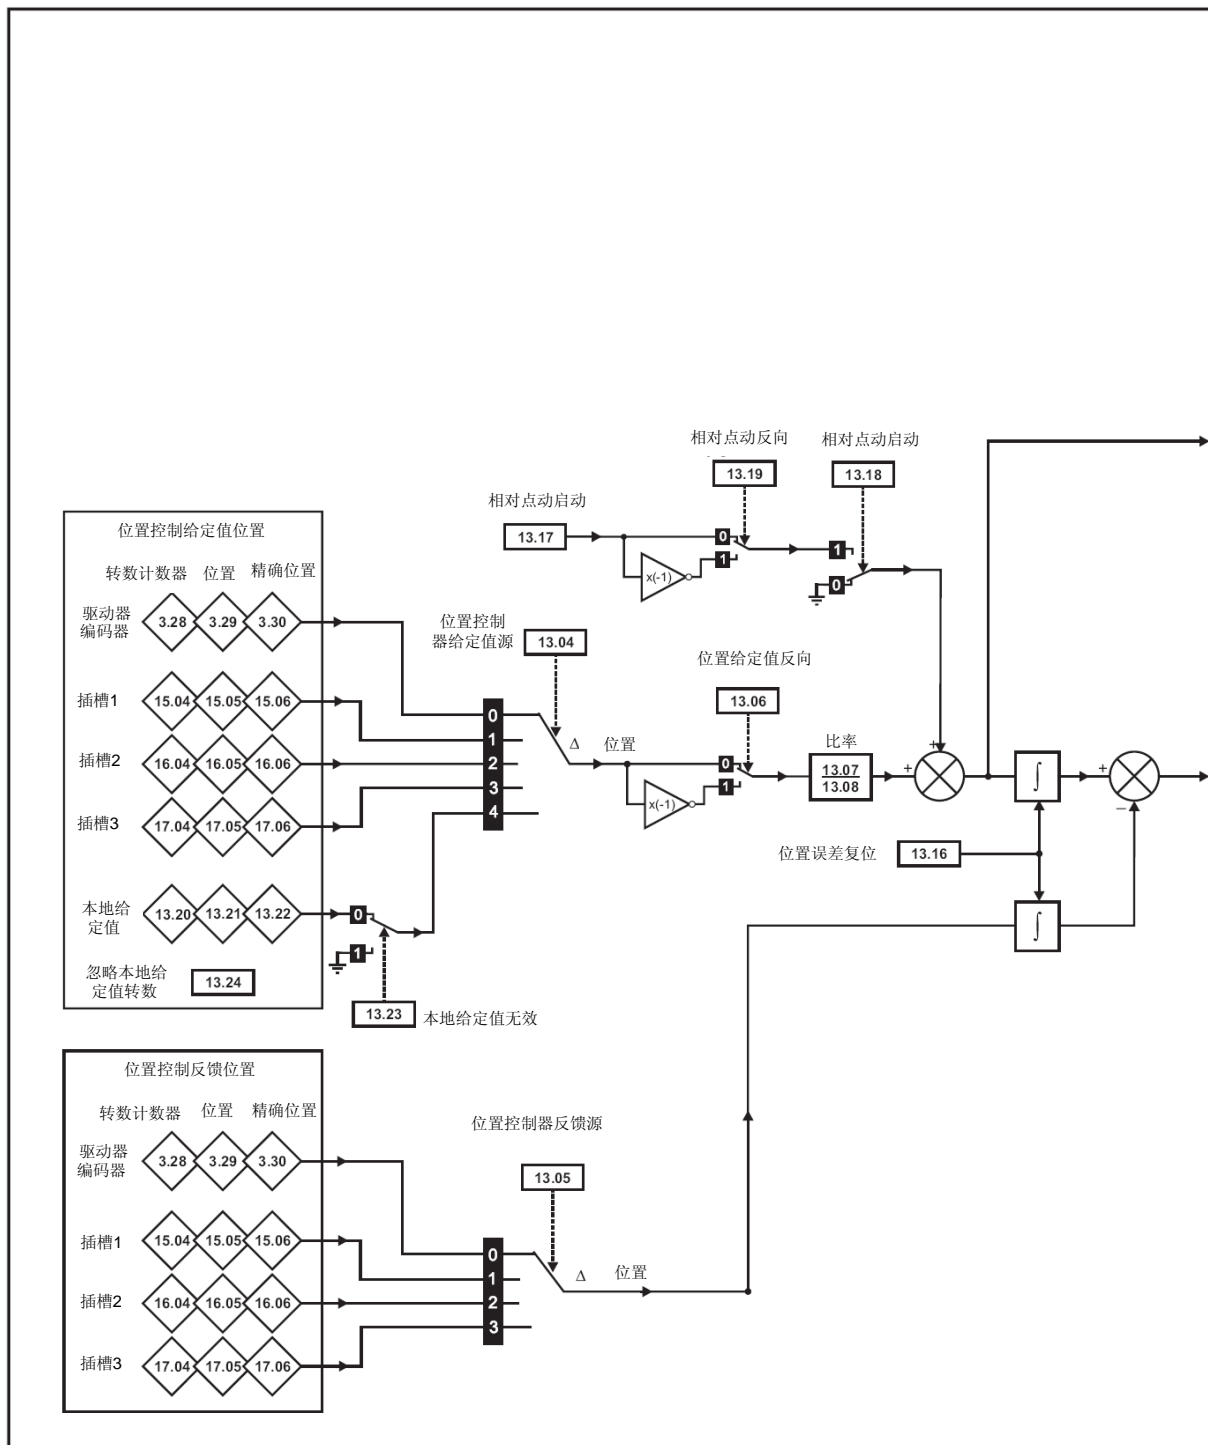 相对点动反向
相对点动启动
13.19
13.18
相对点动启动
13.17
0
1
x(-1)
1
0
+
位置控制给定值位置
转数计数器 位置 精确位置
驱动器
编码器
3.28 3.29 3.30
插槽1
15.04 15.05 15.06
插槽2
16.04 16.05 16.06
插槽3
17.04 17.05 17.06
本地给
定值
13.20 13.21 13.22
忽略本地给
定值转数
13.24
0
1
13.23
本地给定值无效
位置控制
器给定值源
13.04
0
1
2
3
4
Δ 位置
位置给定值反向
13.06
0
1
x(-1)
比率
13.07
13.08
+
∫
+
−
位置误差复位
13.16
∫
位置控制反馈位置
转数计数器 位置 精确位置
驱动器
编码器
3.28 3.29 3.30
插槽1
15.04 15.05 15.06
插槽2
16.04 16.05 16.06
插槽3
17.04 17.05 17.06
位置控制器反馈源
13.05
0
1
2
3
Δ 位置